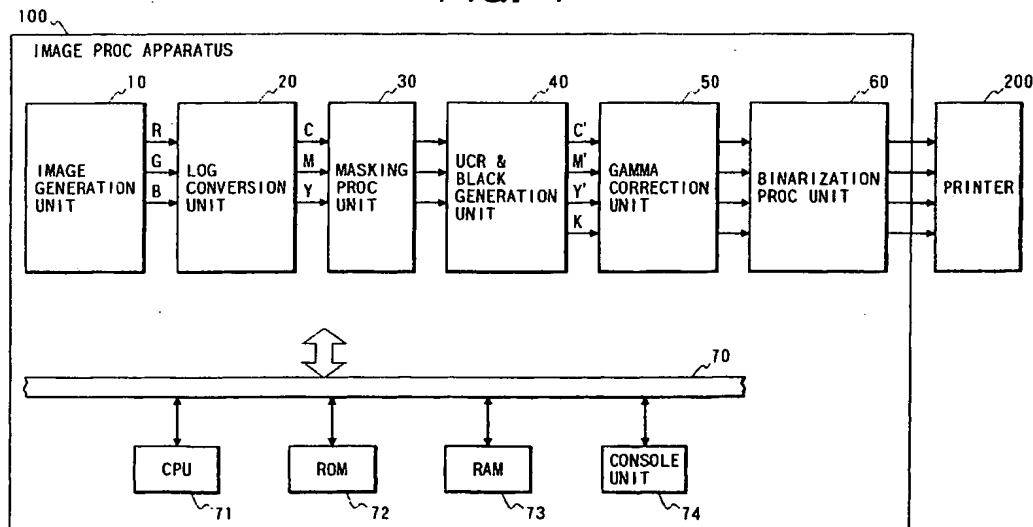 100
IMAGE PROC APPARATUS
10
20
30
40
50
60
200
IMAGE
GENERATION
UNIT
R
G
B
LOG
CONVERSION
UNIT
C
M
Y
MASKING
PROC
UNIT
UCR &
BLACK
GENERATION
UNIT
C'
M'
Y'
K
GAMMA
CORRECTION
UNIT
BINARIZATION
PROC UNIT
PRINTER
70
CPU
ROM
RAM
CONSOLE
UNIT
71
72
73
74